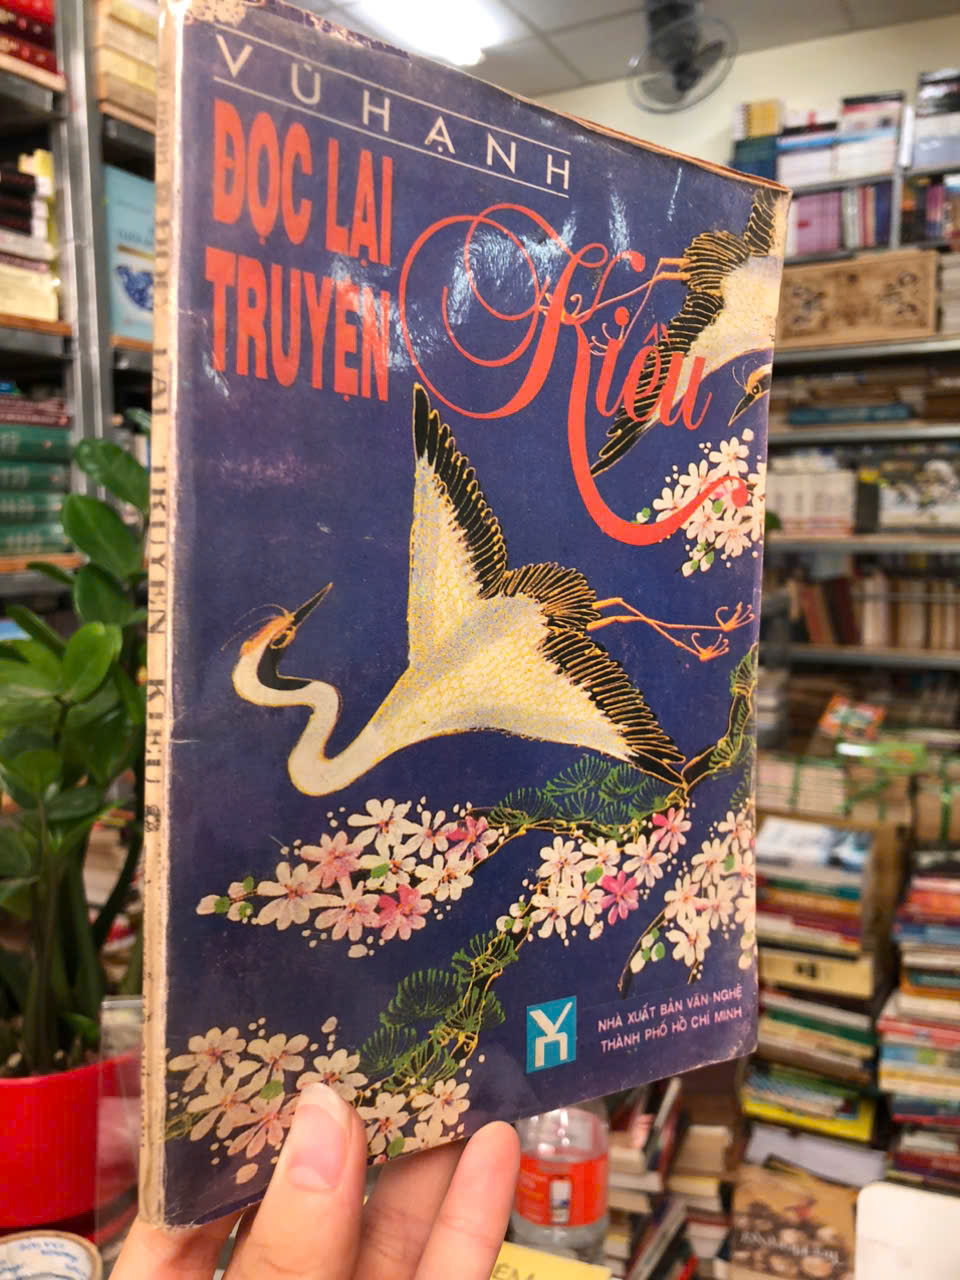 VŨ HẠNH
ĐỌC LẠI
TRUYỆN
Kiều
NHÀ XUẤT BẢN VĂN NGHỆ
THÀNH PHỐ HỒ CHÍ MINH
ĐỌC LẠI TRUYỆN KIỀU